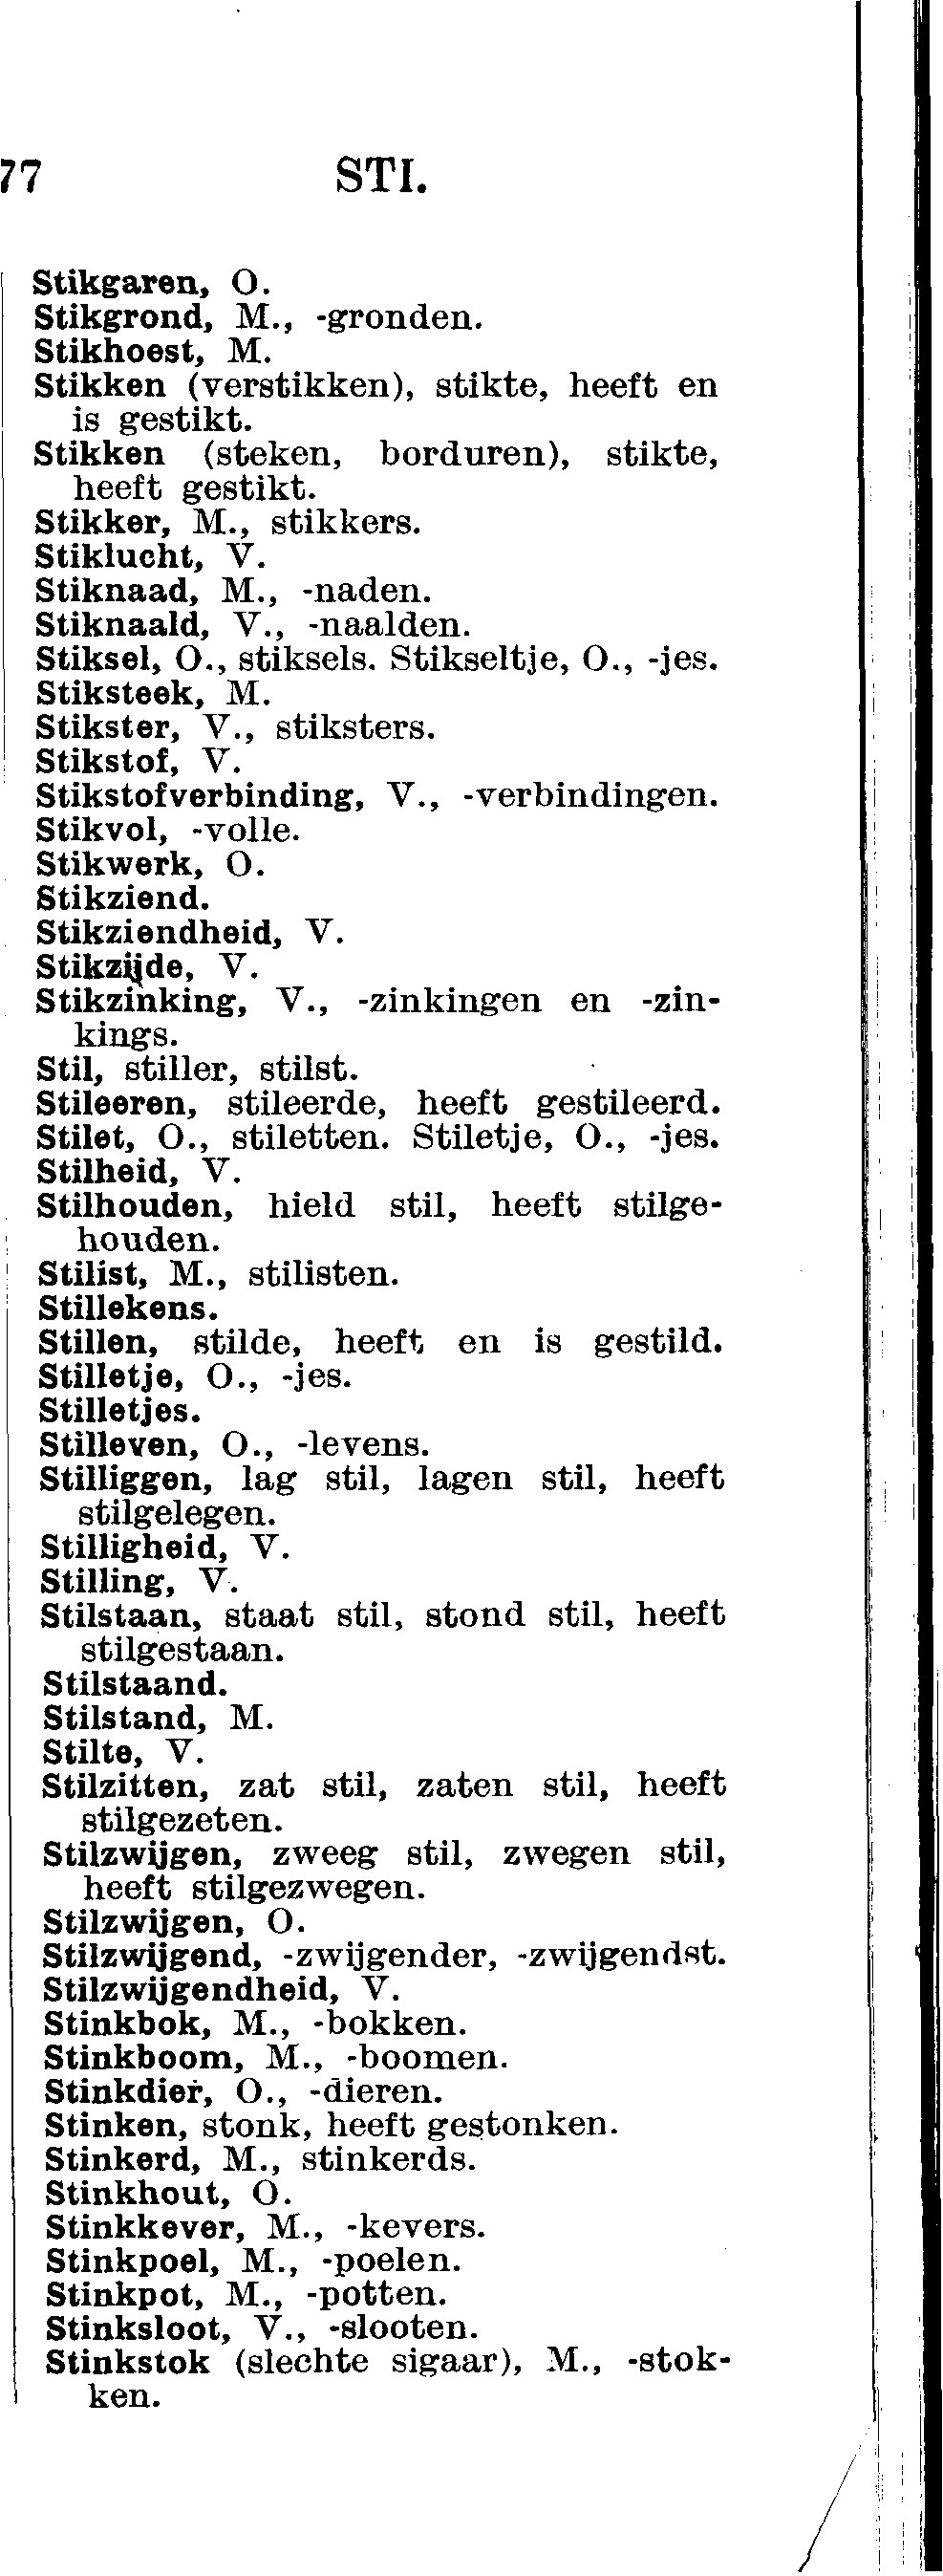 77 STI.
Stikgaren, O.
Stikgrond, M., -gronden.
Stikhoest, M.
Stikken (verstikken), stikte, heeft en
is gestikt.
Stikken (steken, borduren), stikte,
heeft gestikt.
Stikker, M., stikkers.
Stiklucht, V.
Stiknaad, M., -naden.
Stiknaald, V., -naalden.
Stiksel, O., stiksels. Stikseltje, O., -jes.
Stiksteek, M.
Stikster, V., stiksters.
Stikstof, V.
Stikstofverbinding, V., -verbindingen.
Stikvol, -volle.
Stikwerk, O.
Stikziend.
Stikziendheid, V.
Stikzijde, V.
Stikzinking, V., -zinkingen en -zin-
kings.
Stil, stiller, stilst.
Stileeren, stileerde, heeft gestileerd.
Stilet, O., stiletten. Stiletje, O., -jes.
Stilheid, V.
Stilhouden, hield stil, heeft stilge-
houden.
Stilist, M., stilisten.
Stillekens.
Stillen, stilde, heeft en is gestild.
Stilletje, O., -jes.
Stilletjes.
Stilleven, O., -levens.
Stilliggen, lag stil, lagen stil, heeft
stilgelegen.
Stilligheid, V.
Stilling, V.
Stilstaan, staat stil, stond stil, heeft
stilgestaan.
Stilstaand.
Stilstand, M.
Stilte, V.
Stilzitten, zat stil, zaten stil, heeft
stilgezeten.
Stilzwijgen, zweeg stil, zwegen stil,
heeft stilgezwegen.
Stilzwijgen, O.
Stilzwijgend, -zwijgender, -zwijgendst.
Stilzwijgendheid, V.
Stinkbok, M., -bokken.
Stinkboom, M., -boomen.
Stinkdier, O., -dieren.
Stinken, stonk, heeft gestonken.
Stinkerd, M., stinkerds.
Stinkhout, O.
Stinkkever, M., -kevers.
Stinkpoel, M., -poelen.
Stinkpot, M., -potten.
Stinksloot, V., -slooten.
Stinkstok (slechte sigaar), M., -stok-
ken.